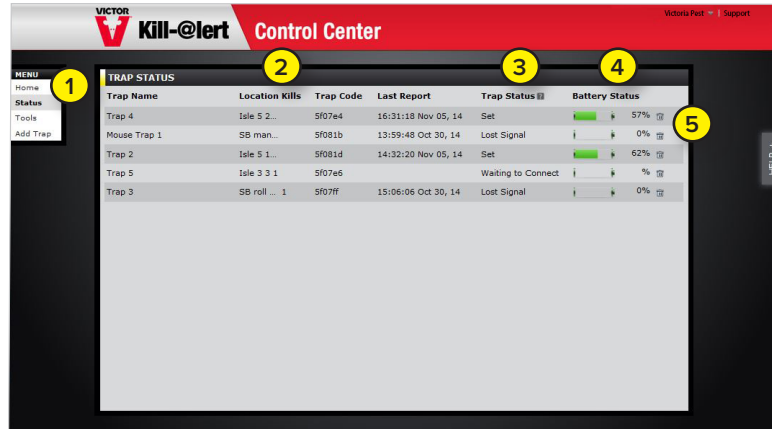 VICTOR
V Kill-@lert Control Center
Victoria Pest | Support
MENU
Home
Status
Tools
Add Trap
1
2
3
4
5
TRAP STATUS
Trap Name Location Kills Trap Code Last Report Trap Status ? Battery Status
Trap 4 Isle 5 2... 5f07e4 16:31:18 Nov 05, 14 Set 57%
Mouse Trap 1 SB man... 5f081b 13:59:48 Oct 30, 14 Lost Signal 0%
Trap 2 Isle 5 1... 5f081d 14:32:20 Nov 05, 14 Set 62%
Trap 5 Isle 3 3 1 5f07e6 Waiting to Connect %
Trap 3 SB roll ... 1 5f07ff 15:06:06 Oct 30, 14 Lost Signal 0%
HELP